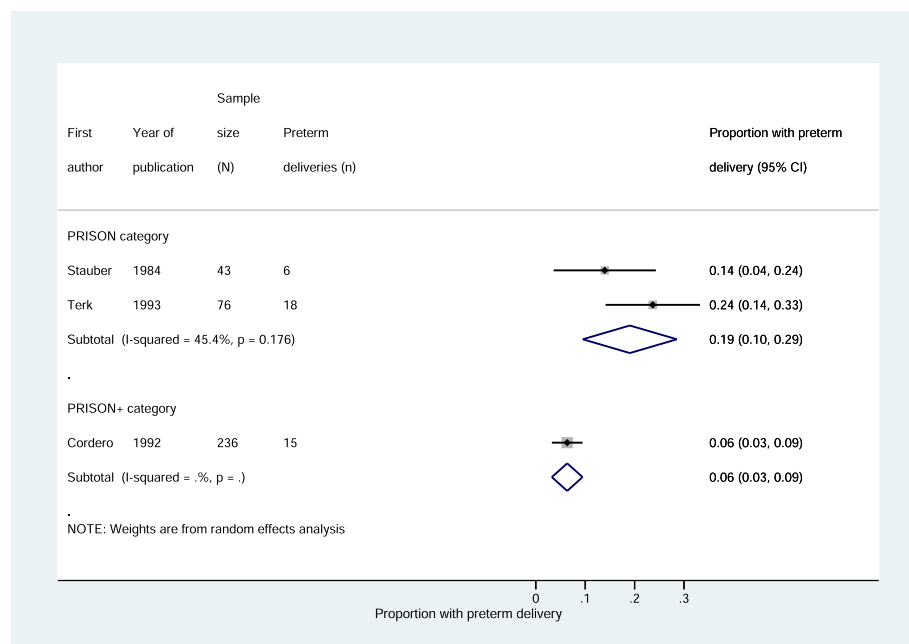 Sample
First Year of size Preterm Proportion with preterm
author publication (N) deliveries (n) delivery (95% CI)
PRISON category
Stauber 1984 43 6 0.14 (0.04, 0.24)
Terk 1993 76 18 0.24 (0.14, 0.33)
Subtotal (I-squared = 45.4%, p = 0.176) 0.19 (0.10, 0.29)
.
PRISON+ category
Cordero 1992 236 15 0.06 (0.03, 0.09)
Subtotal (I-squared = .%, p = .) 0.06 (0.03, 0.09)
.
NOTE: Weights are from random effects analysis
0 .1 .2 .3
Proportion with preterm delivery